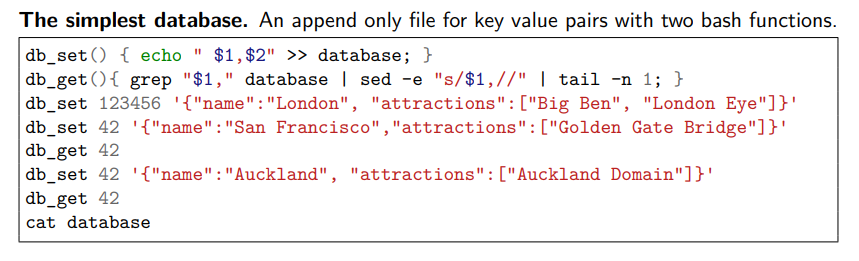 The simplest database. An append only file for key value pairs with two bash functions.
db_set() { echo " $1,$2" >> database; }
db_get(){ grep "$1," database | sed -e "s/$1,//" | tail -n 1; }
db_set 123456 '{"name":"London", "attractions":["Big Ben", "London Eye"]}'
db_set 42 '{"name":"San Francisco","attractions":["Golden Gate Bridge"]}'
db_get 42
db_set 42 '{"name":"Auckland", "attractions":["Auckland Domain"]}'
db_get 42
cat database